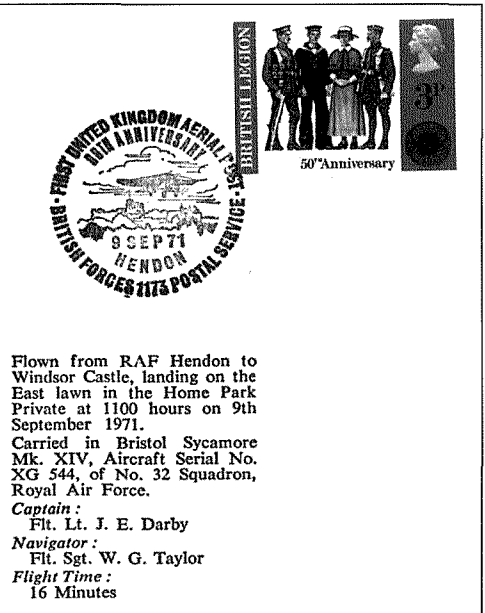 BRITISH LEGION
3P
50th Anniversary
· FIRST UNITED KINGDOM AERIAL POST ·
60TH ANNIVERSARY
9 SEP 71
HENDON
BRITISH FORCES 1173 POSTAL SERVICE
Flown from RAF Hendon to
Windsor Castle, landing on the
East lawn in the Home Park
Private at 1100 hours on 9th
September 1971.
Carried in Bristol Sycamore
Mk. XIV, Aircraft Serial No.
XG 544, of No. 32 Squadron,
Royal Air Force.
Captain :
Flt. Lt. J. E. Darby
Navigator :
Flt. Sgt. W. G. Taylor
Flight Time :
16 Minutes